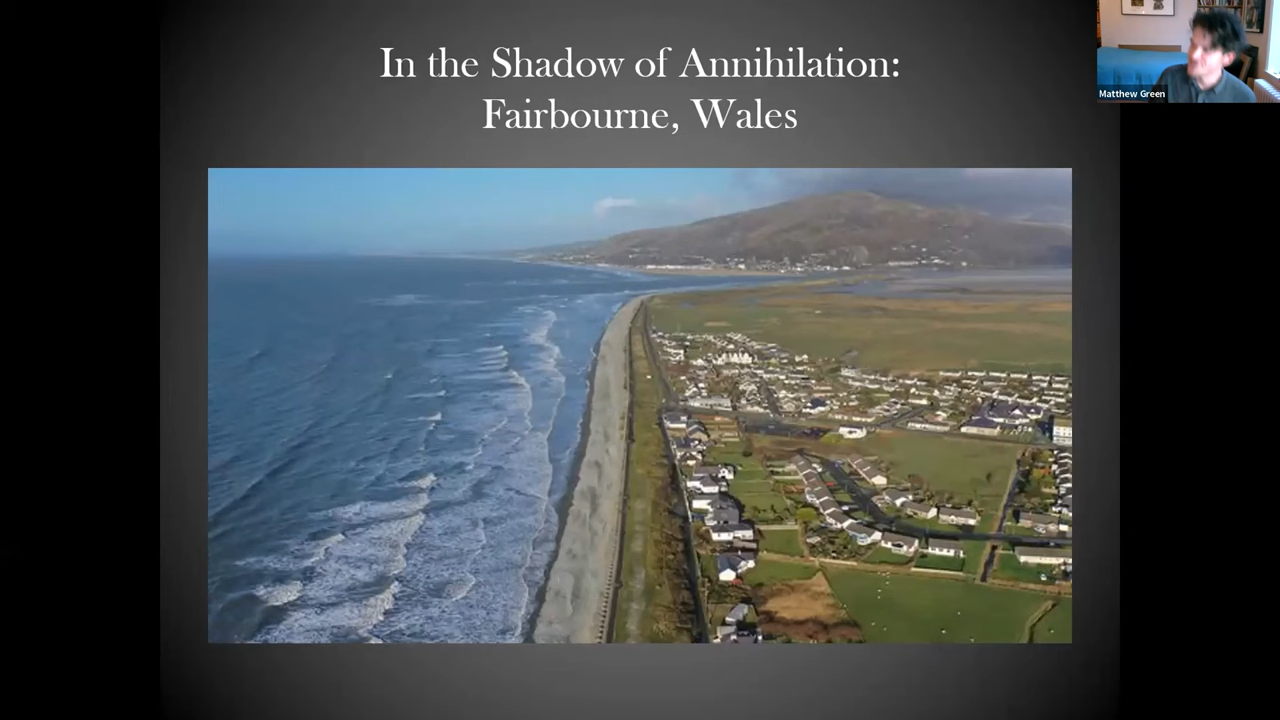 In the Shadow of Annihilation:
Fairbourne, Wales
Matthew Green